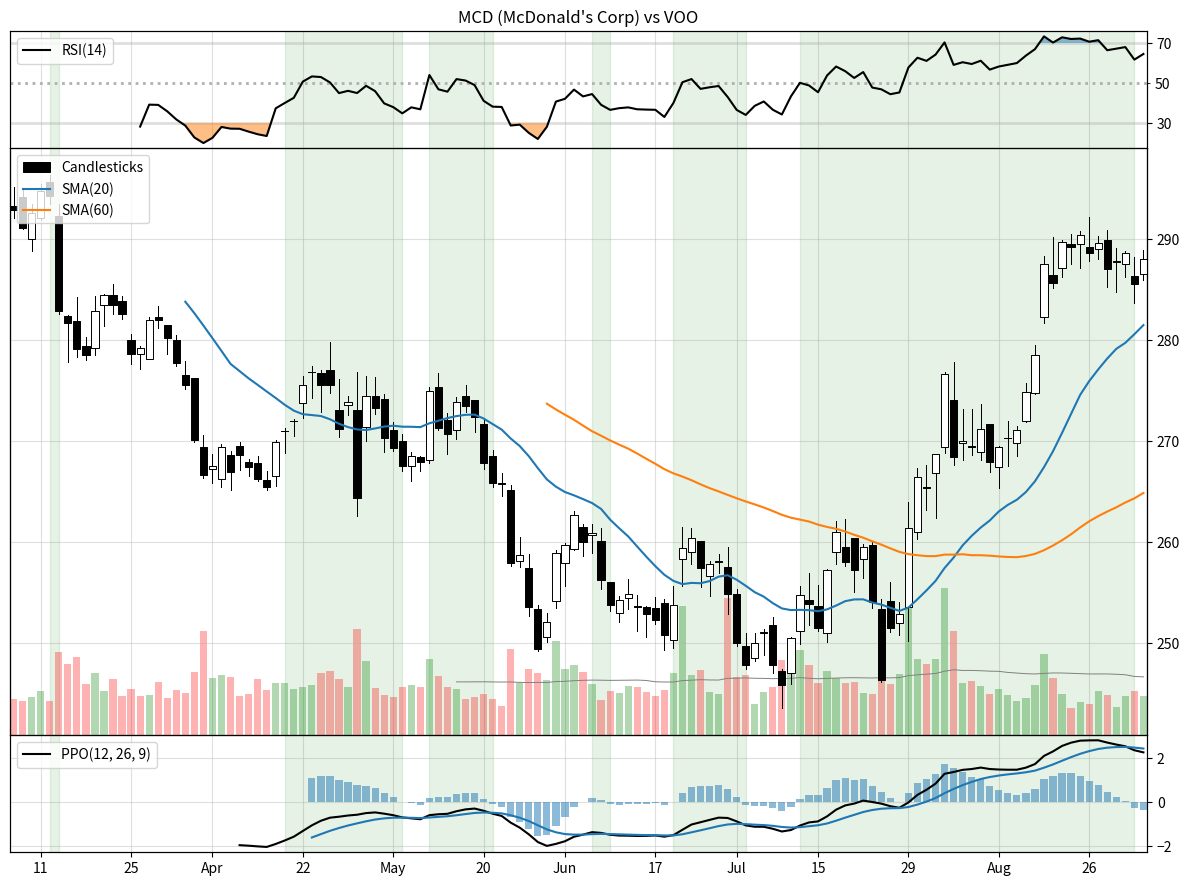 MCD (McDonald's Corp) vs VOO
RSI(14)
70
50
30
Candlesticks
SMA(20)
SMA(60)
290
280
270
260
250
PPO(12, 26, 9)
2
0
−2
11 25 Apr 22 May 20 Jun 17 Jul 15 29 Aug 26